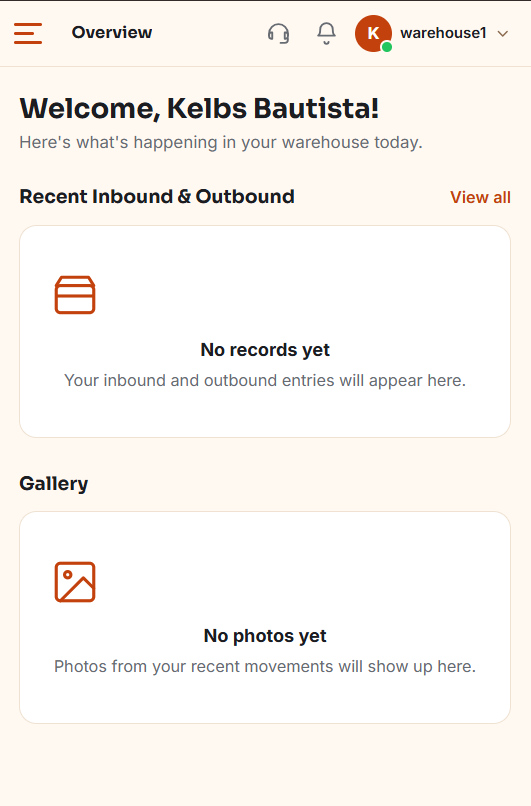 Overview
K
warehouse1
Welcome, Kelbs Bautista!
Here's what's happening in your warehouse today.
Recent Inbound & Outbound
View all
No records yet
Your inbound and outbound entries will appear here.
Gallery
No photos yet
Photos from your recent movements will show up here.